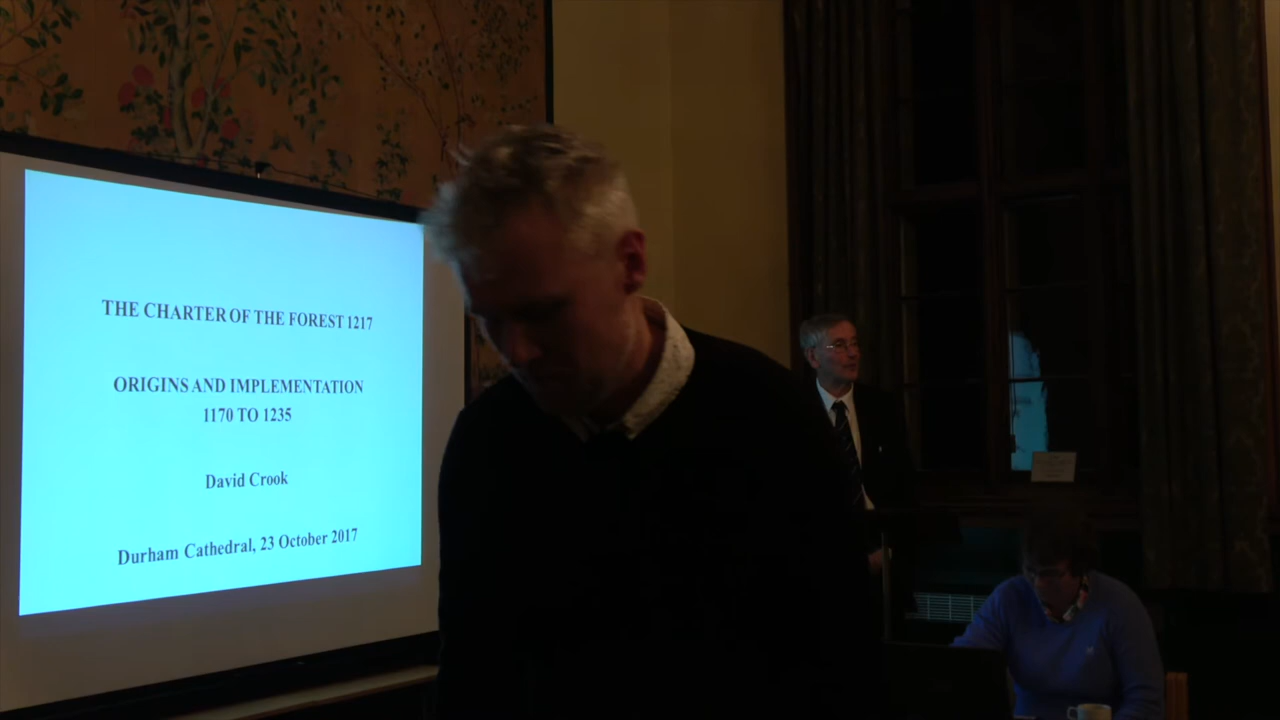 THE CHARTER OF THE FOREST 1217
ORIGINS AND IMPLEMENTATION
1170 TO 1235
David Crook
Durham Cathedral, 23 October 2017